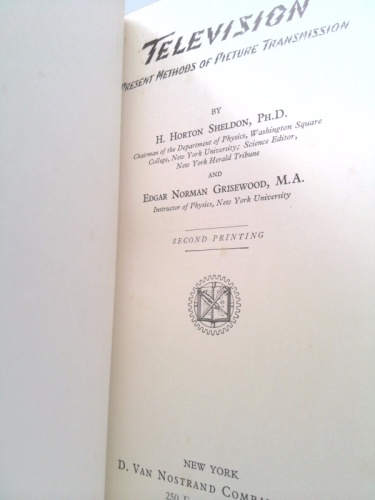 TELEVISION
PRESENT METHODS OF PICTURE TRANSMISSION
BY
H. HORTON SHELDON, PH.D.
Chairman of the Department of Physics, Washington Square
College, New York University; Science Editor,
New York Herald Tribune
AND
EDGAR NORMAN GRISEWOOD, M.A.
Instructor of Physics, New York University
SECOND PRINTING
NEW YORK
D. VAN NOSTRAND COMPA
250